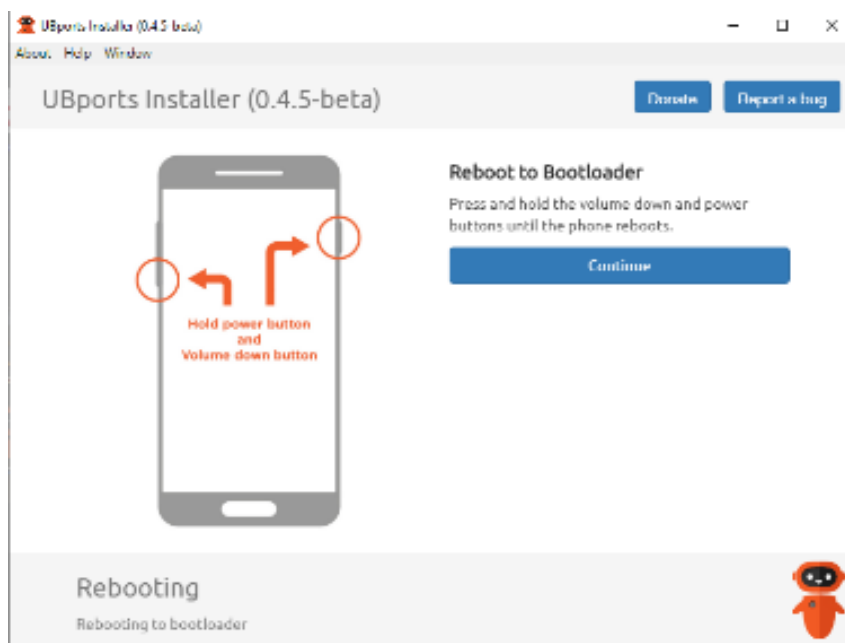 UBports Installer (0.4.5-beta)
About Help Window
UBports Installer (0.4.5-beta)
Donate
Report a bug
Reboot to Bootloader
Press and hold the volume down and power
buttons until the phone reboots.
Continue
Hold power button
and
Volume down button
Rebooting
Rebooting to bootloader